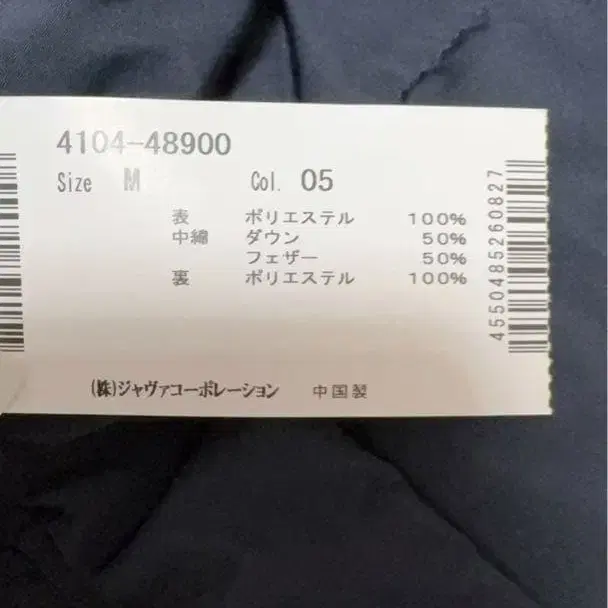 4104-48900
Size M Col. 05
表 ポリエステル 100%
中綿 ダウン 50%
フェザー 50%
裏 ポリエステル 100%
(株)ジャヴァコーポレーション 中国製
4550485260827